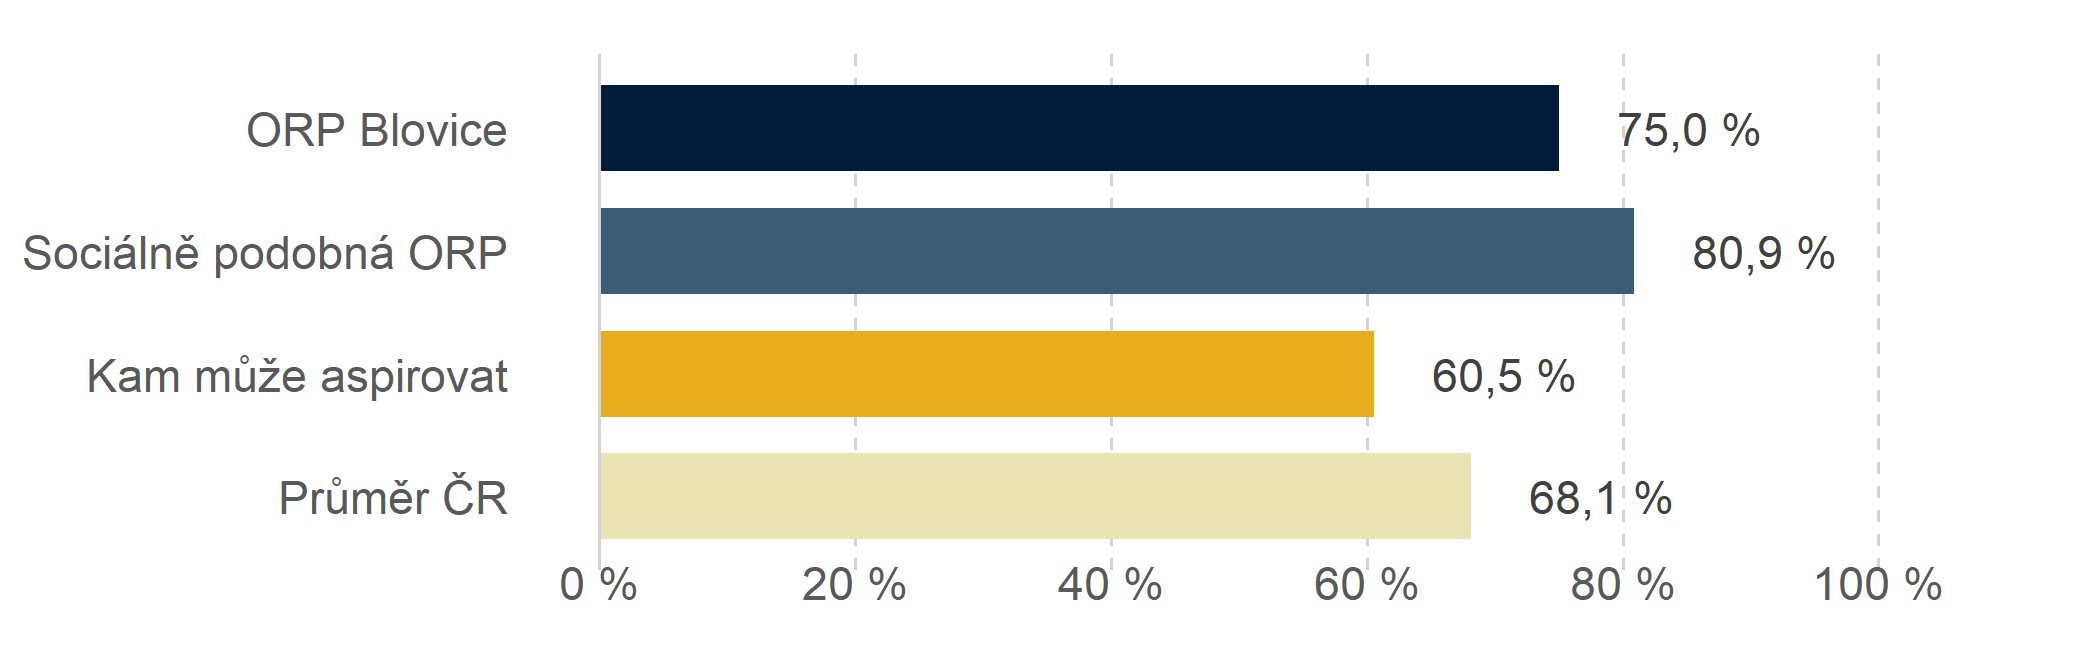 ORP Blovice 75,0 %
Sociálně podobná ORP 80,9 %
Kam může aspirovat 60,5 %
Průměr ČR 68,1 %
0 % 20 % 40 % 60 % 80 % 100 %